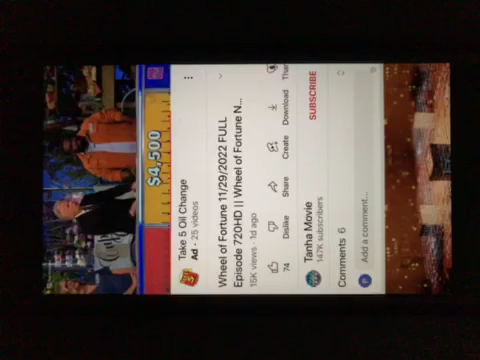 $4,500
Take 5 Oil Change
Ad · 25 videos
Wheel of Fortune 11/29/2022 FULL
Episode 720HD || Wheel of Fortune N...
15K views · 1d ago
74
Dislike
Share
Create
Download
Than
Tanha Movie
147K subscribers
SUBSCRIBE
Comments 6
Add a comment...